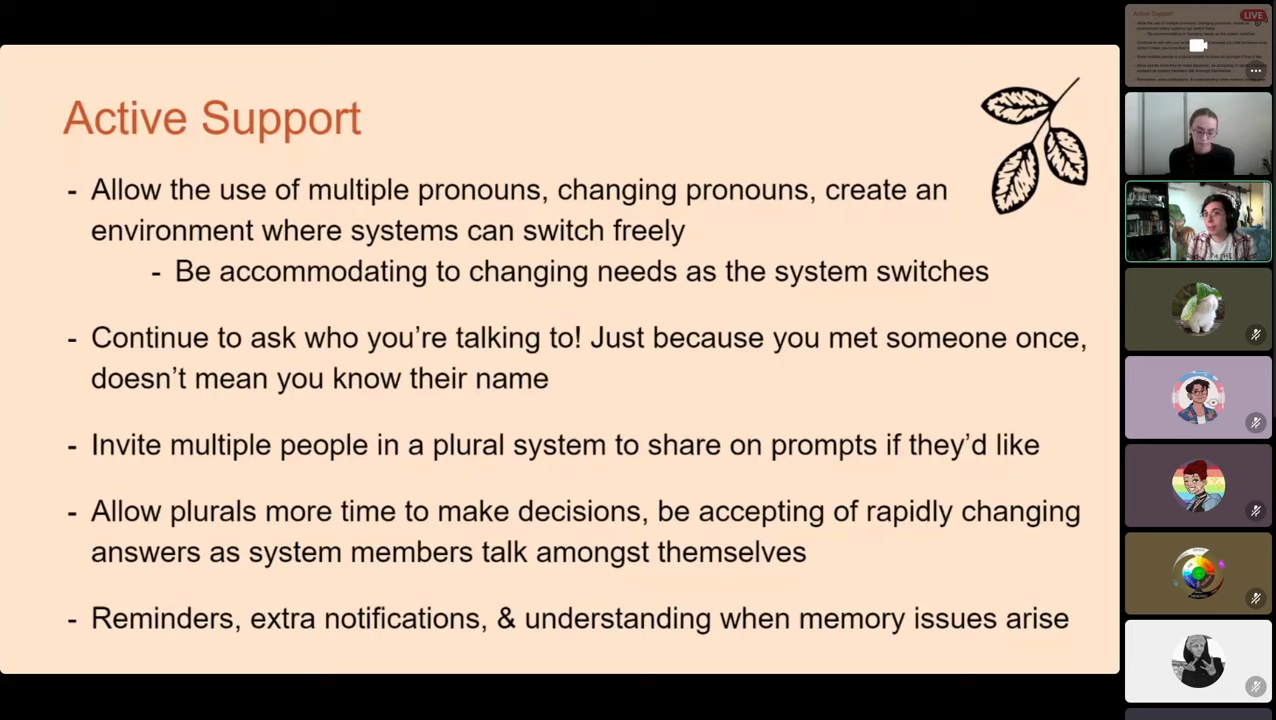 Active Support
- Allow the use of multiple pronouns, changing pronouns, create an
environment where systems can switch freely
- Be accommodating to changing needs as the system switches
- Continue to ask who you’re talking to! Just because you met someone once,
doesn’t mean you know their name
- Invite multiple people in a plural system to share on prompts if they’d like
- Allow plurals more time to make decisions, be accepting of rapidly changing
answers as system members talk amongst themselves
- Reminders, extra notifications, & understanding when memory issues arise
LIVE
Active Support